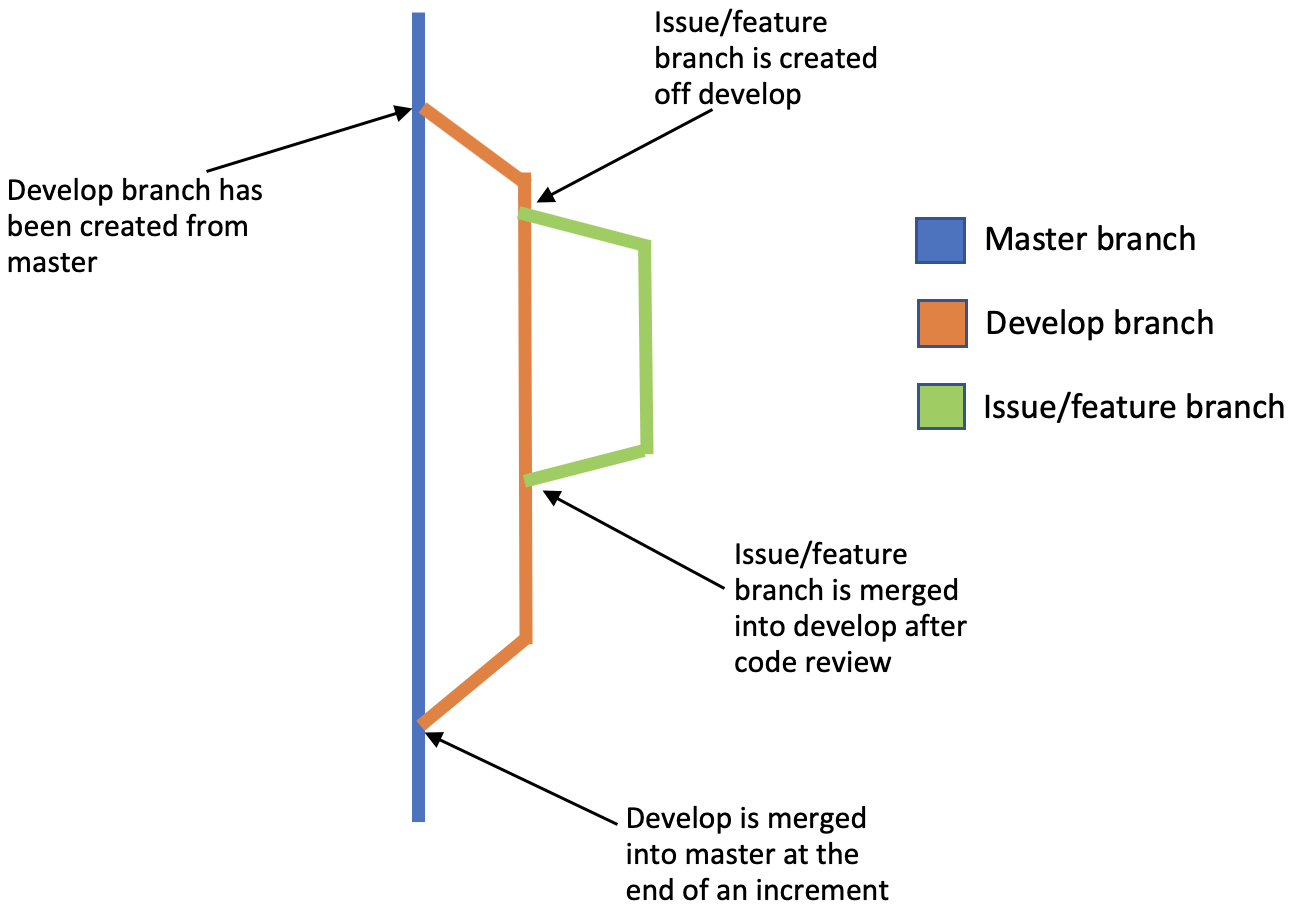 Issue/feature
branch is created
off develop
Develop branch has
been created from
master
Master branch
Develop branch
Issue/feature branch
Issue/feature
branch is merged
into develop after
code review
Develop is merged
into master at the
end of an increment